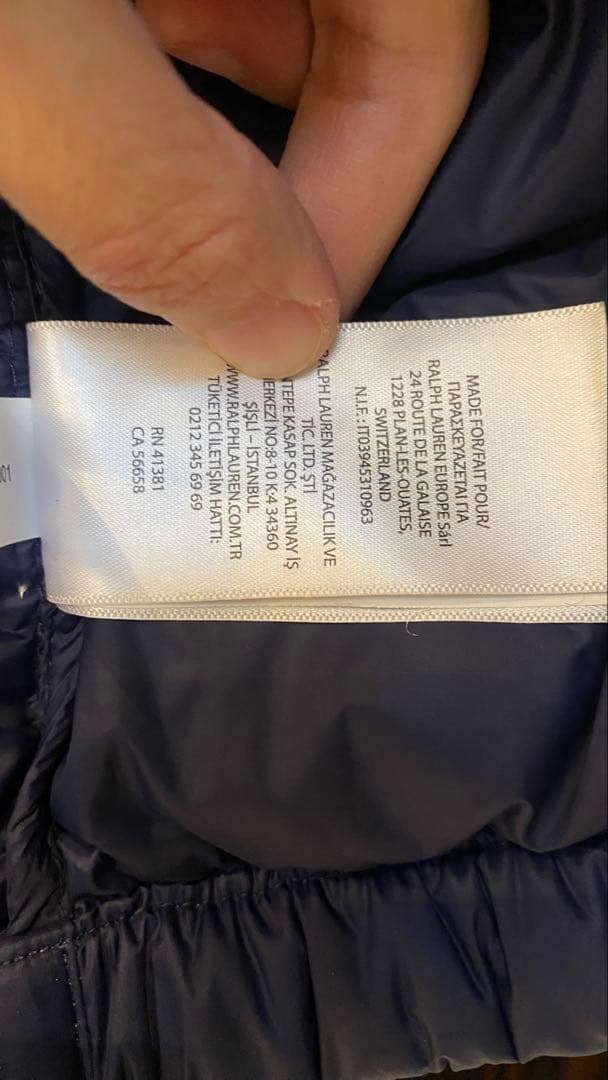 MADE FOR/FAIT POUR/
ΠΑΡΑΣΚΕΥΑΖΕΤΑΙ ΓΙΑ
RALPH LAUREN EUROPE Sárl
24 ROUTE DE LA GALAISE
1228 PLAN-LES-OUATES,
SWITZERLAND
N.I.F. : IT03945310963
RALPH LAUREN MAĞAZACILIK VE
TİC.LTD.ŞTİ
KASAP SOK. ALTINAY İŞ
NO:8-10 K:4 34360
ŞİŞLİ – İSTANBUL
WWW.RALPHLAUREN.COM.TR
TÜKETİCİ İLETİŞİM HATTI:
0212 345 69 69
RN 41381
CA 56658